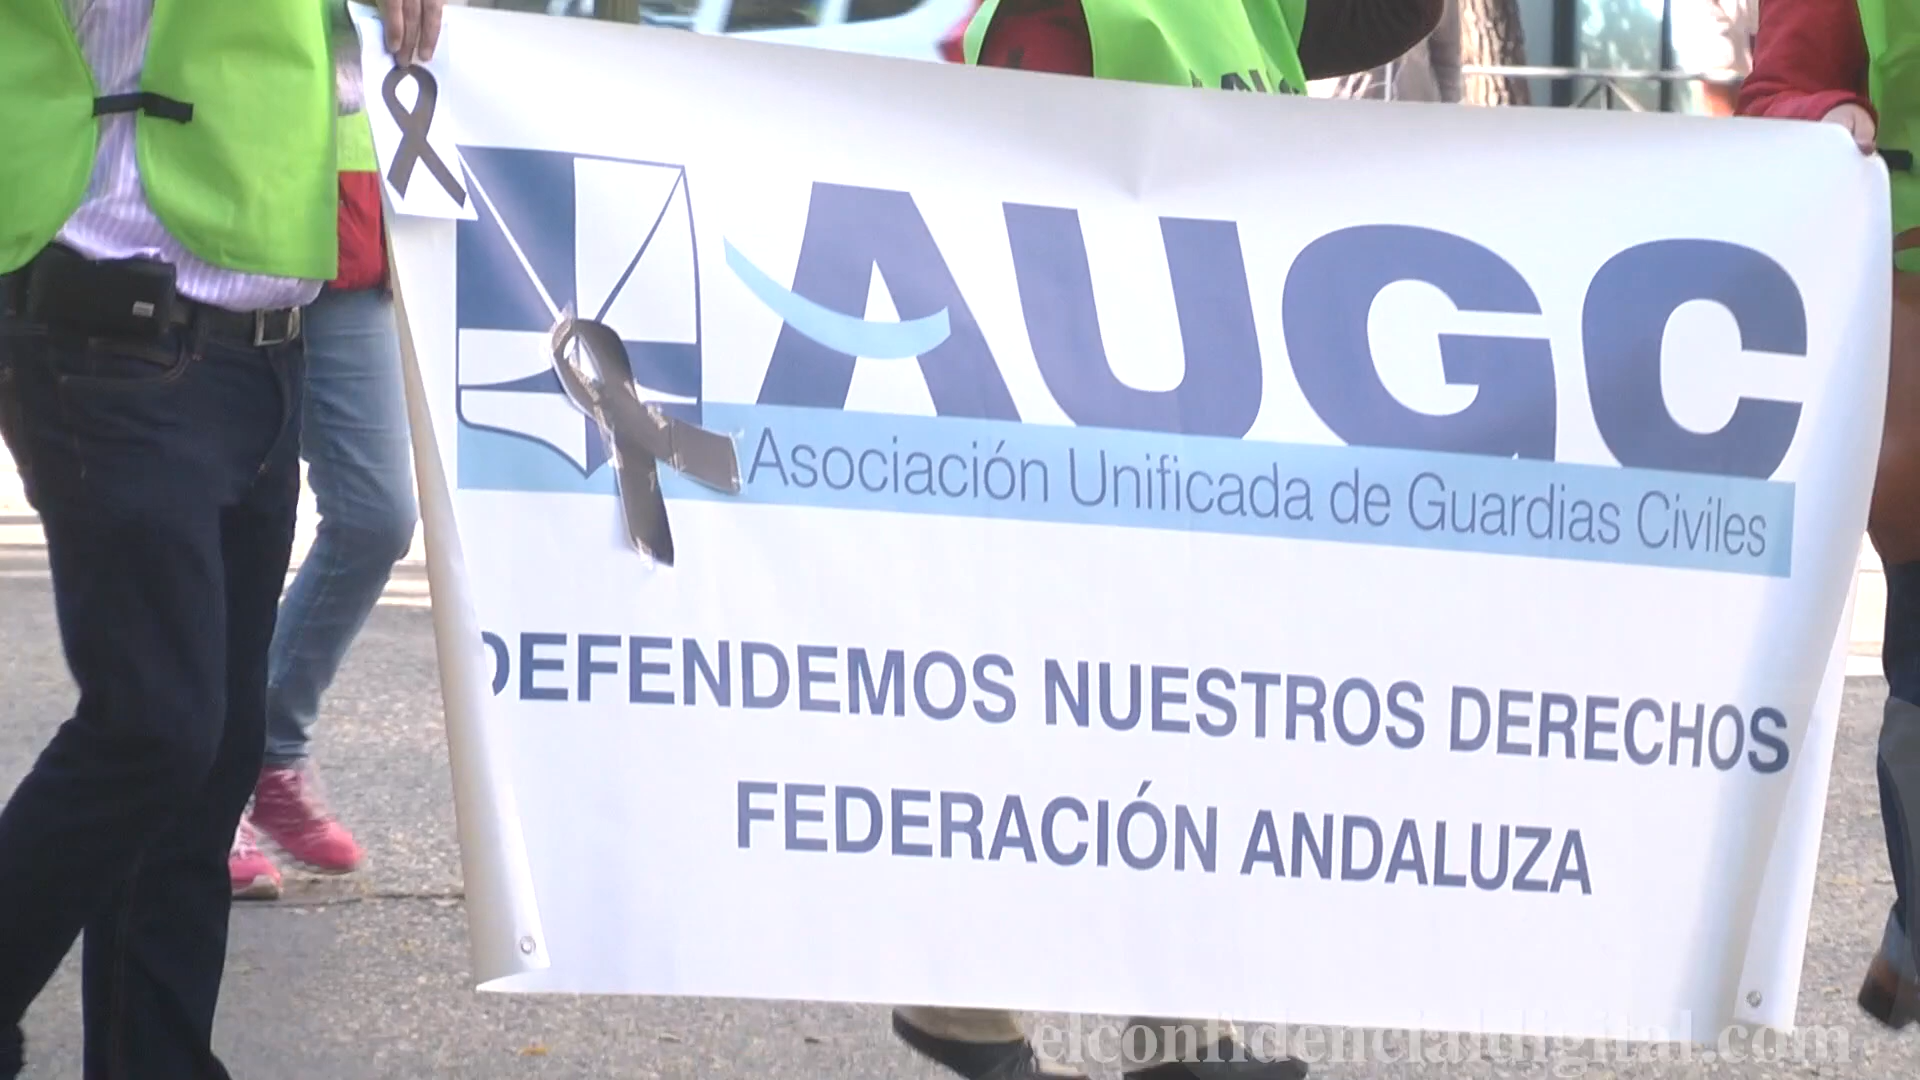 AUGC
Asociación Unificada de Guardias Civiles
DEFENDEMOS NUESTROS DERECHOS
FEDERACIÓN ANDALUZA
elconfidencialdigital.com